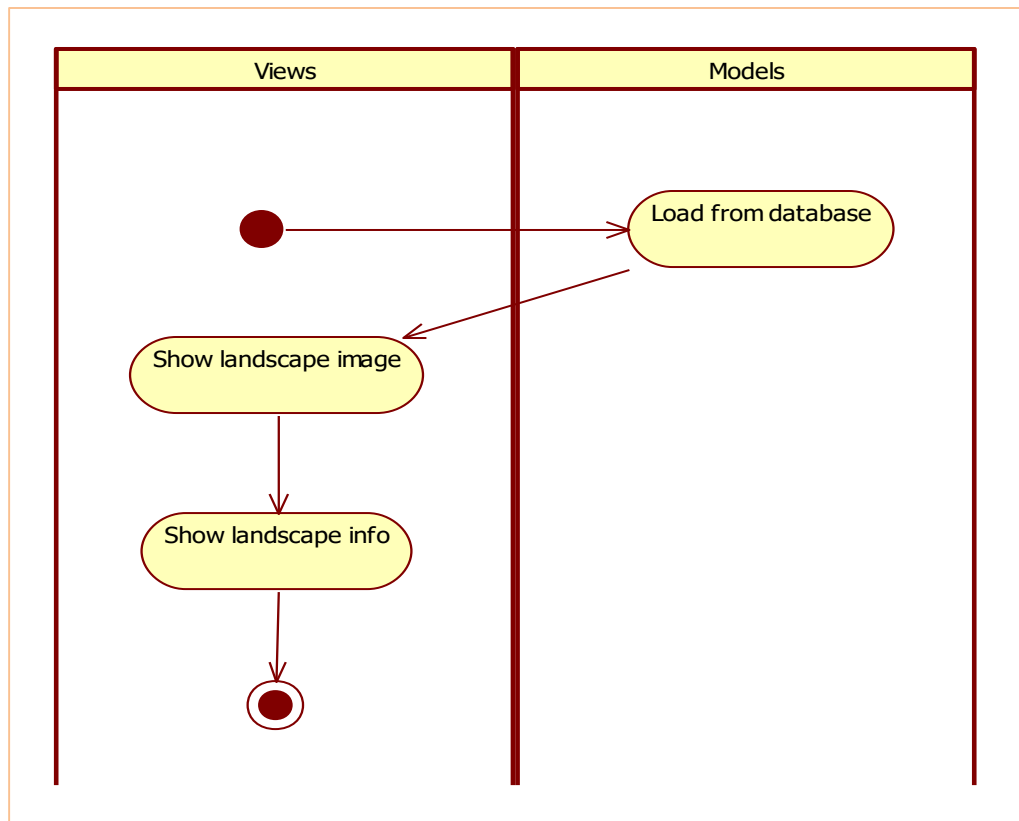 Views
Models
Load from database
Show landscape image
Show landscape info